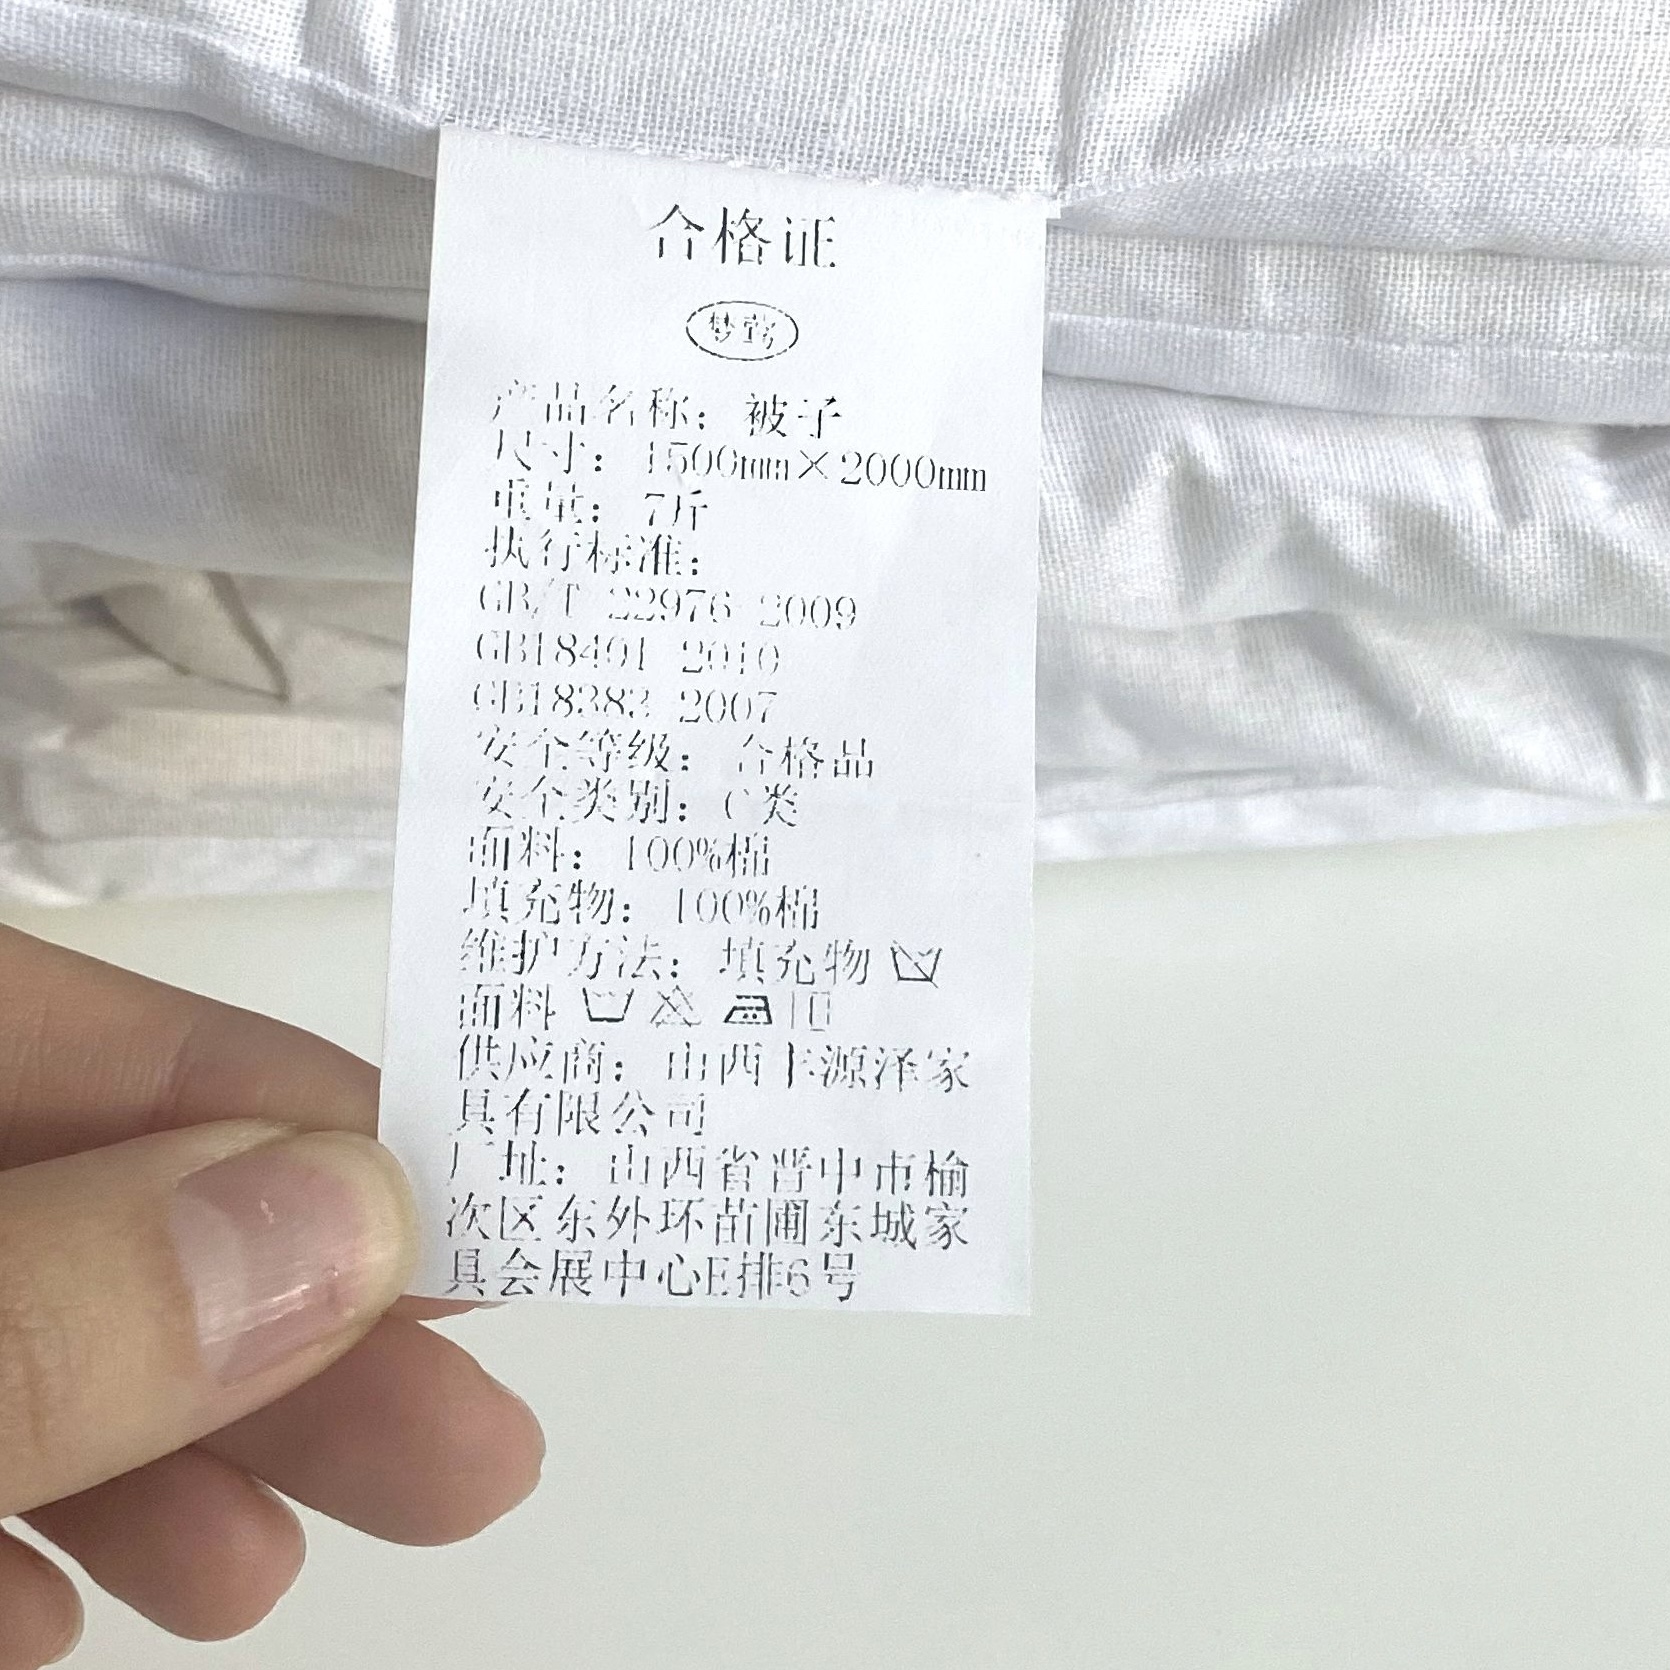 合格证
梦莺
产品名称：被子
尺寸：1500mm×2000mm
重量：7斤
执行标准：
GB/T 22976 2009
GB18401 2010
GB18383 2007
安全等级：合格品
安全类别：C类
面料：100%棉
填充物：100%棉
维护方法：填充物
面料
供应商：山西丰源泽家
具有限公司
厂址：山西省晋中市榆
次区东外环苗圃东城家
具会展中心E排6号